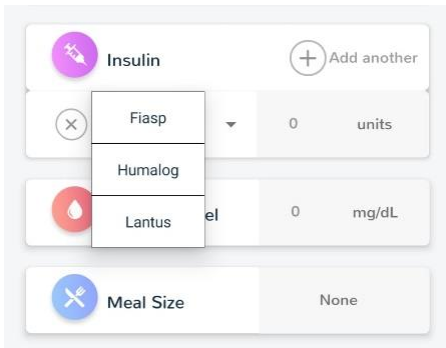 Insulin
Add another
Fiasp
0 units
Humalog
Lantus
el
0 mg/dL
Meal Size
None